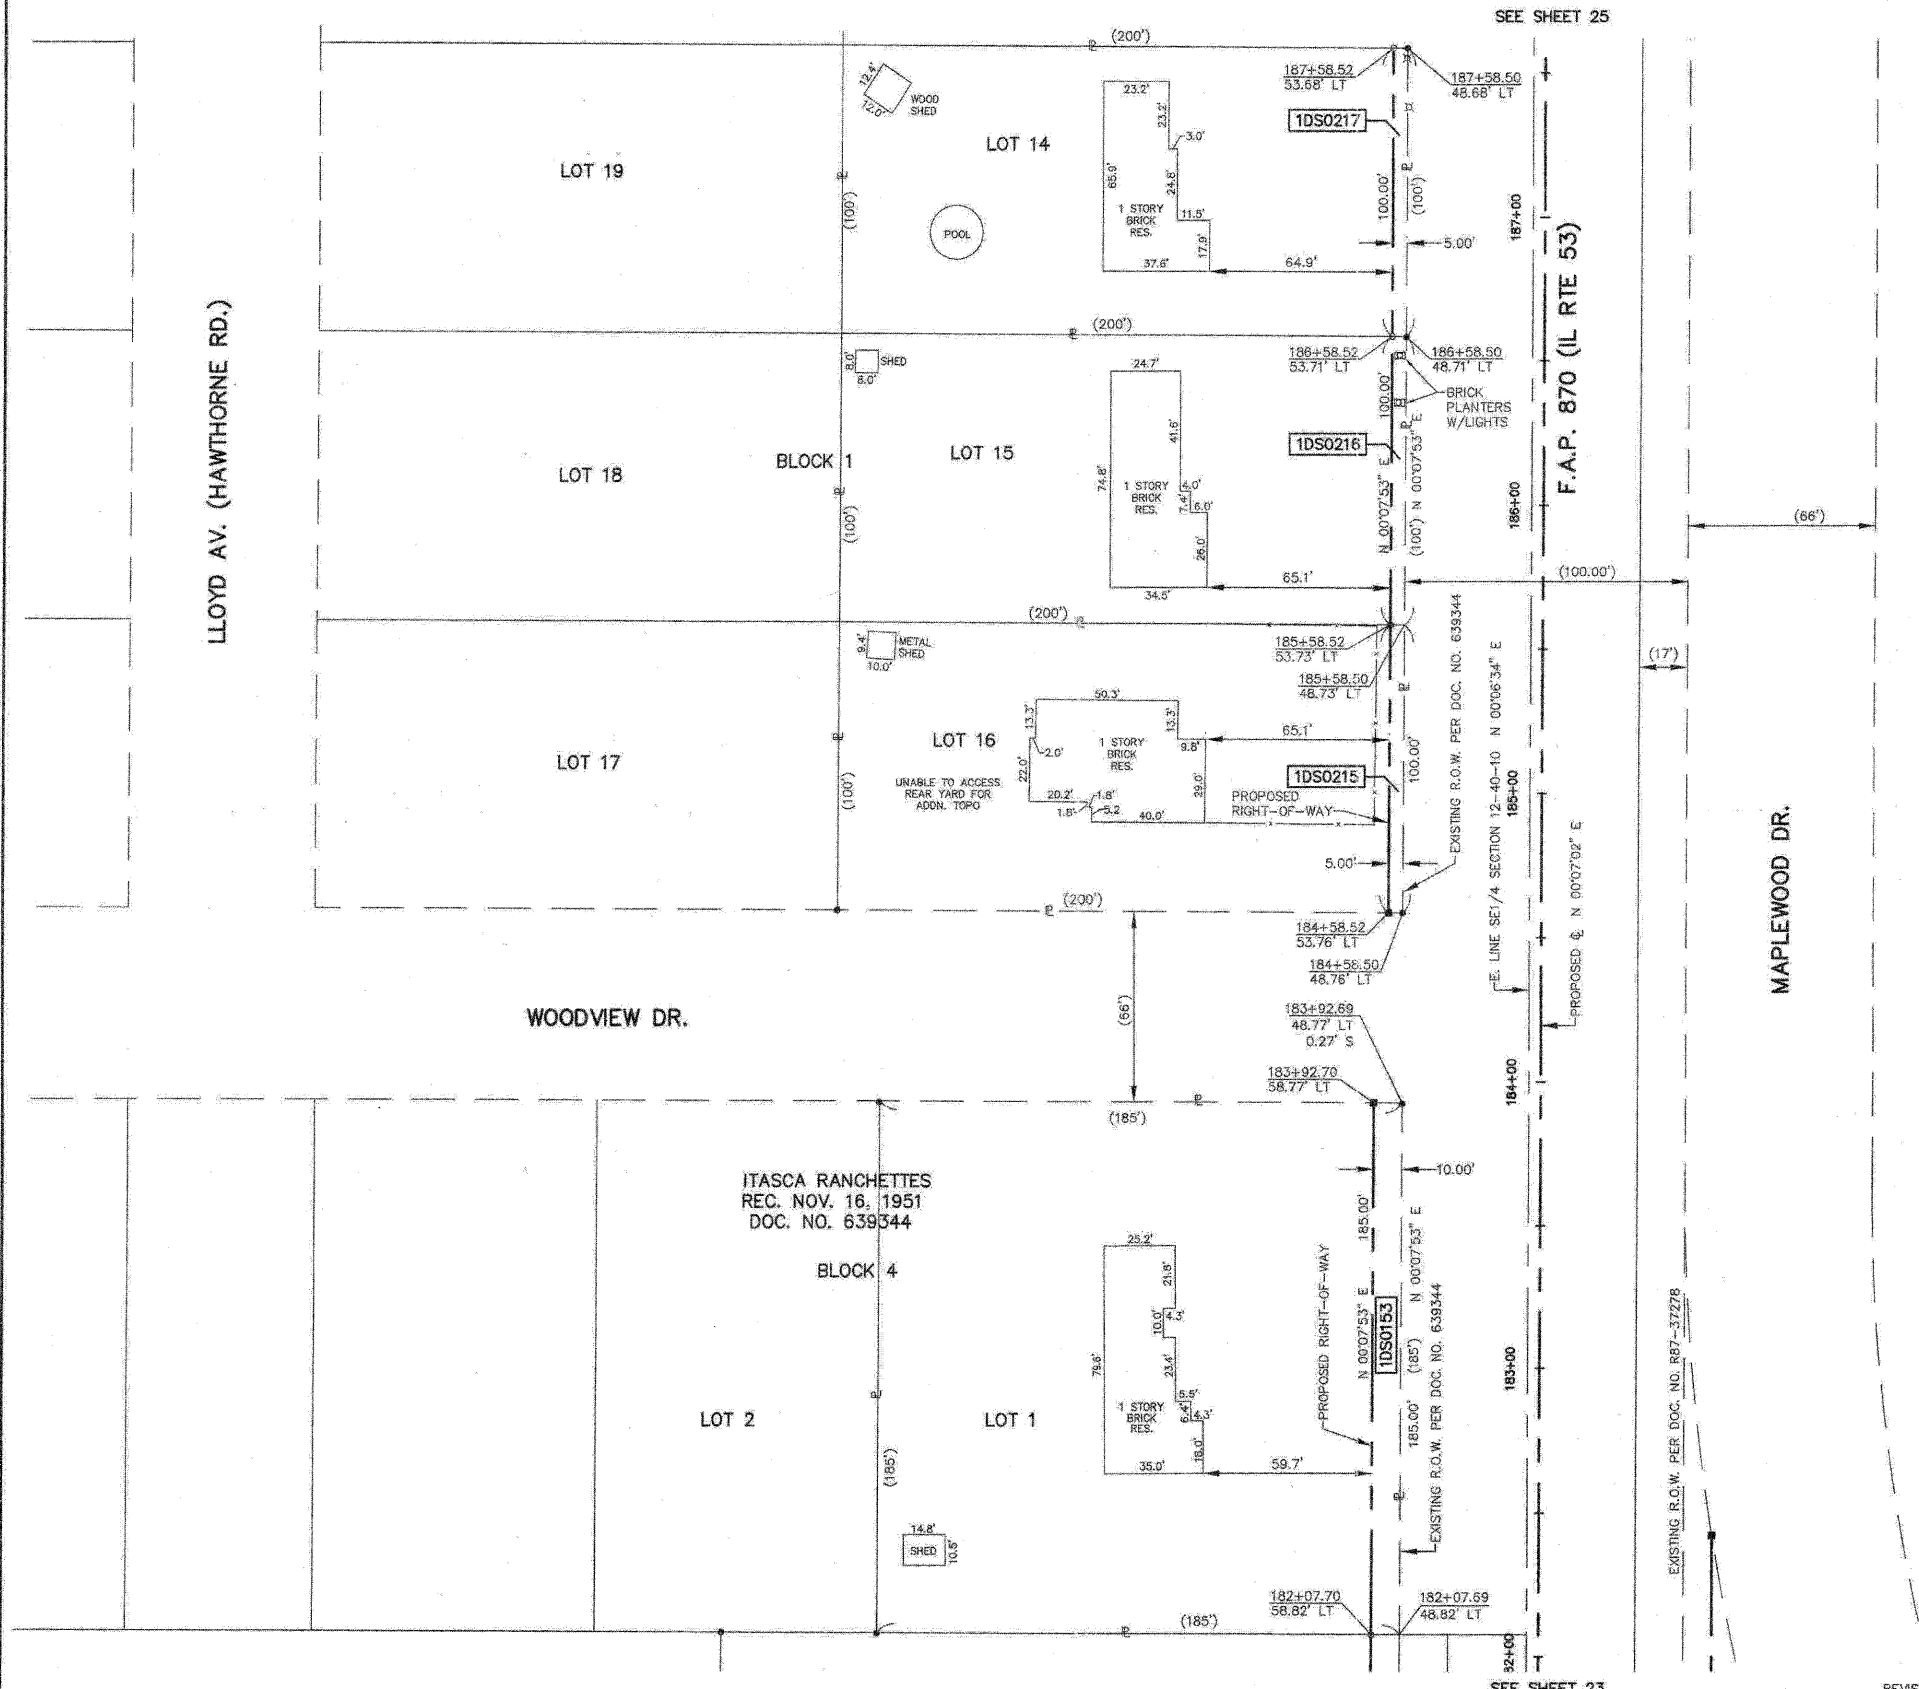 SEE SHEET 25
(200')
187+58.52
53.68' LT
187+58.50
48.68' LT
12.4'
12.0'
WOOD
SHED
23.2'
23.2'
3.0'
1DS0217
LOT 14
LOT 19
65.9'
24.8'
(100')
100.00'
(100')
187+00
1 STORY
BRICK
RES.
11.5'
POOL
17.9'
5.00'
37.6'
64.9'
F.A.P. 870 (IL RTE 53)
LLOYD AV. (HAWTHORNE RD.)
(200')
186+58.52
53.71' LT
186+58.50
48.71' LT
8.0'
SHED
8.0'
24.7'
100.00'
BRICK
PLANTERS
W/LIGHTS
41.6'
1DS0216
LOT 15
BLOCK 1
LOT 18
74.8'
1 STORY
BRICK
RES.
4.0'
7.4'
6.0'
N 00°07'53" E
(100') N 00°07'53" E
186+00
(66')
(100')
26.0'
65.1'
34.5'
(100.00')
(200')
185+58.52
53.73' LT
9.4'
METAL
SHED
10.0'
185+58.50
48.73' LT
EXISTING R.O.W. PER DOC. NO. 639344
E. LINE SE1/4 SECTION 12-40-10 N 00°06'34" E
(17')
50.3'
13.3'
13.3'
65.1'
LOT 16
2.0'
1 STORY
BRICK
RES.
9.8'
LOT 17
22.0'
29.0'
1DS0215
100.00'
185+00
UNABLE TO ACCESS
REAR YARD FOR
ADDN. TOPO
(100')
20.2'
1.8'
1.8'
5.2
40.0'
PROPOSED
RIGHT-OF-WAY
5.00'
MAPLEWOOD DR.
(200')
184+58.52
53.76' LT
184+58.50
48.76' LT
PROPOSED ℄ N 00°07'02" E
WOODVIEW DR.
(66')
183+92.69
48.77' LT
0.27' S
183+92.70
58.77' LT
184+00
(185')
10.00'
ITASCA RANCHETTES
REC. NOV. 16, 1951
DOC. NO. 639344
BLOCK 4
185.00'
N 00°07'53" E
N 00°07'53" E
25.2'
21.8'
10.0'
4.3'
PROPOSED RIGHT-OF-WAY
1DS0153
(185')
185.00'
EXISTING R.O.W. PER DOC. NO. 639344
183+00
EXISTING R.O.W. PER DOC. NO. R87-37278
79.6'
23.4'
5.5'
6.4'
4.3'
1 STORY
BRICK
RES.
LOT 2
LOT 1
18.0'
35.0'
59.7'
(185')
14.8'
SHED
10.5'
182+07.70
58.82' LT
182+07.69
48.82' LT
(185')
82+00
SEE SHEET 23
REVIS